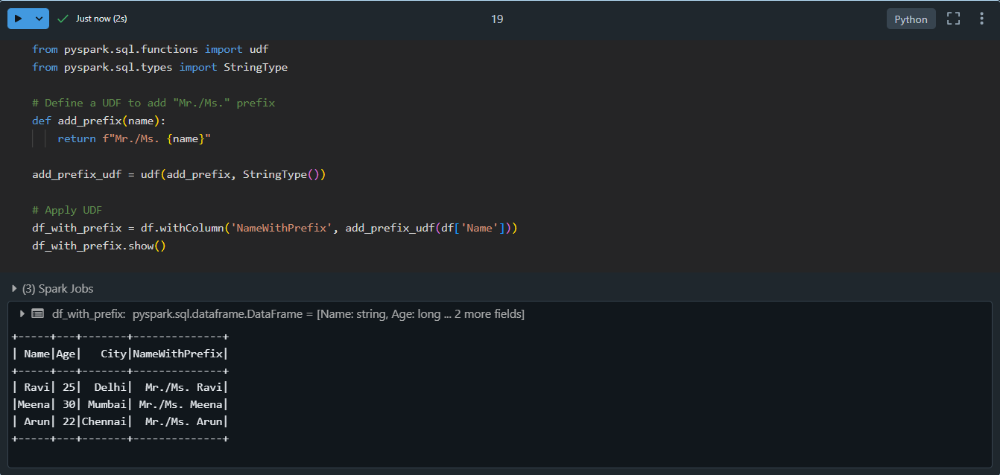 Just now (2s)
19
Python
from pyspark.sql.functions import udf
from pyspark.sql.types import StringType
# Define a UDF to add "Mr./Ms." prefix
def add_prefix(name):
    return f"Mr./Ms. {name}"
add_prefix_udf = udf(add_prefix, StringType())
# Apply UDF
df_with_prefix = df.withColumn('NameWithPrefix', add_prefix_udf(df['Name']))
df_with_prefix.show()
(3) Spark Jobs
df_with_prefix: pyspark.sql.dataframe.DataFrame = [Name: string, Age: long ... 2 more fields]
+-----+---+-------+--------------+
| Name|Age|   City|NameWithPrefix|
+-----+---+-------+--------------+
| Ravi| 25|  Delhi|  Mr./Ms. Ravi|
|Meena| 30| Mumbai| Mr./Ms. Meena|
| Arun| 22|Chennai|  Mr./Ms. Arun|
+-----+---+-------+--------------+